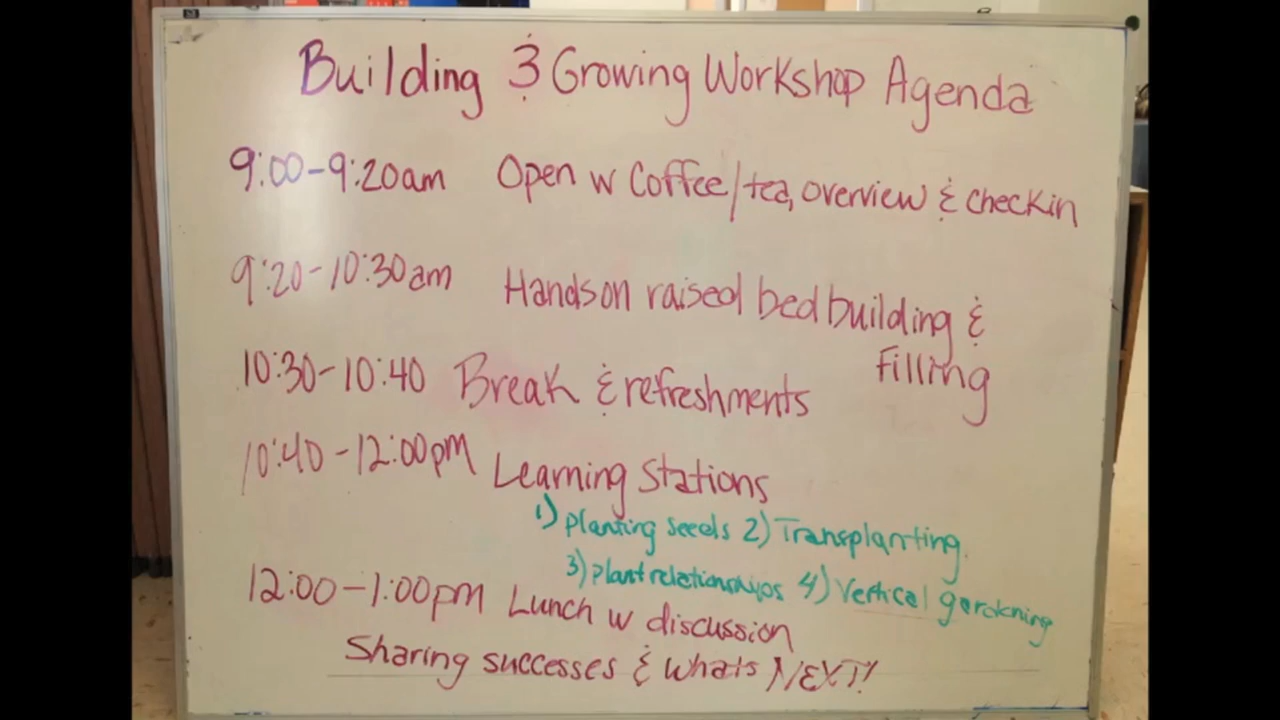 Building & Growing Workshop Agenda
9:00-9:20am Open w Coffee/tea, overview & checkin
9:20-10:30am Hands on raised bed building &
Filling
10:30-10:40 Break & refreshments
10:40-12:00pm Learning Stations
1) planting seeds 2) Transplanting.
3) plant relationships 4) Vertical gardening
12:00-1:00pm Lunch w discussion
Sharing successes & whats NEXT!